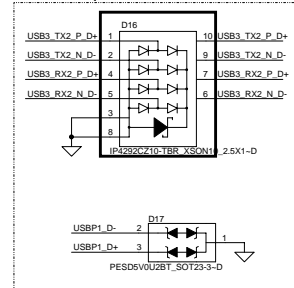 D16
USB3_TX2_P_D+ 1 10 USB3_TX2_P_D+
USB3_TX2_N_D- 2 9 USB3_TX2_N_D-
USB3_RX2_P_D+ 4 7 USB3_RX2_P_D+
USB3_RX2_N_D- 5 6 USB3_RX2_N_D-
3
8
IP4292CZ10-TBR_XSON10_2.5X1~D
D17
USBP1_D- 2
1
USBP1_D+ 3
PESD5V0U2BT_SOT23-3~D